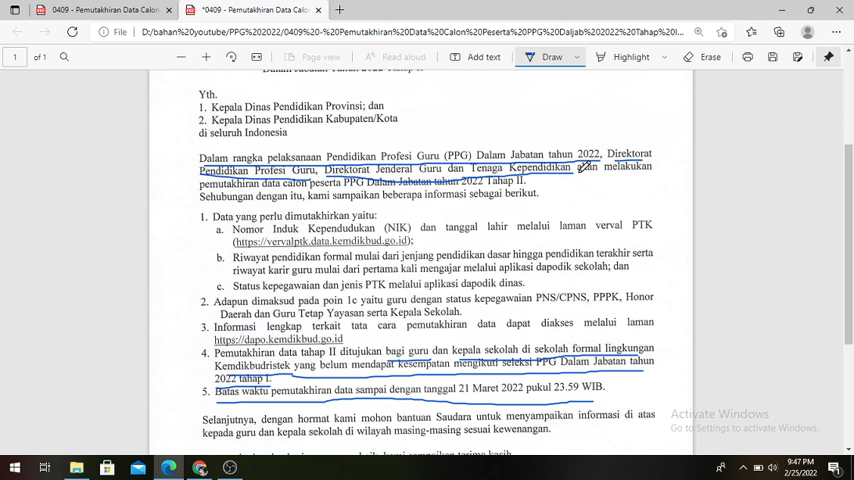 0409 - Pemutakhiran Data Calon
*0409 - Pemutakhiran Data Calon
File
D:/bahan%20youtube/PPG%202022/0409%20-%20Pemutakhiran%20Data%20Calon%20Peserta%20PPG%20Daljab%202022%20Tahap%20I...
1 of 1
Page view
Read aloud
Add text
Draw
Highlight
Erase
Yth.
1. Kepala Dinas Pendidikan Provinsi; dan
2. Kepala Dinas Pendidikan Kabupaten/Kota
di seluruh Indonesia
Dalam rangka pelaksanaan Pendidikan Profesi Guru (PPG) Dalam Jabatan tahun 2022, Direktorat
Pendidikan Profesi Guru, Direktorat Jenderal Guru dan Tenaga Kependidikan akan melakukan
pemutakhiran data calon peserta PPG Dalam Jabatan tahun 2022 Tahap II.
Sehubungan dengan itu, kami sampaikan beberapa informasi sebagai berikut.
1. Data yang perlu dimutakhirkan yaitu:
a. Nomor Induk Kependudukan (NIK) dan tanggal lahir melalui laman verval PTK
(https://vervalptk.data.kemdikbud.go.id);
b. Riwayat pendidikan formal mulai dari jenjang pendidikan dasar hingga pendidikan terakhir serta
riwayat karir guru mulai dari pertama kali mengajar melalui aplikasi dapodik sekolah; dan
c. Status kepegawaian dan jenis PTK melalui aplikasi dapodik dinas.
2. Adapun dimaksud pada poin 1c yaitu guru dengan status kepegawaian PNS/CPNS, PPPK, Honor
Daerah dan Guru Tetap Yayasan serta Kepala Sekolah.
3. Informasi lengkap terkait tata cara pemutakhiran data dapat diakses melalui laman
https://dapo.kemdikbud.go.id
4. Pemutakhiran data tahap II ditujukan bagi guru dan kepala sekolah di sekolah formal lingkungan
Kemdikbudristek yang belum mendapat kesempatan mengikuti seleksi PPG Dalam Jabatan tahun
2022 tahap I.
5. Batas waktu pemutakhiran data sampai dengan tanggal 21 Maret 2022 pukul 23.59 WIB.
Selanjutnya, dengan hormat kami mohon bantuan Saudara untuk menyampaikan informasi di atas
kepada guru dan kepala sekolah di wilayah masing-masing sesuai kewenangan.
Activate Windows
Go to Settings to activate Windows.
9:47 PM
2/25/2022